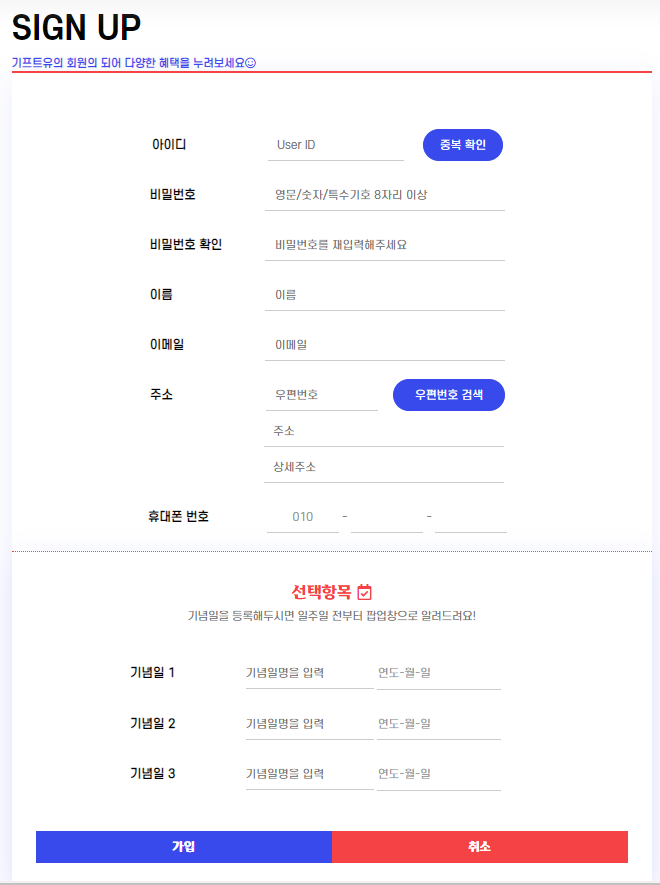 SIGN UP
기프트유의 회원의 되어 다양한 혜택을 누려보세요
아이디 User ID 중복 확인
비밀번호 영문/숫자/특수기호 8자리 이상
비밀번호 확인 비밀번호를 재입력해주세요
이름 이름
이메일 이메일
주소 우편번호 우편번호 검색
주소
상세주소
휴대폰 번호 010 - -
선택항목
기념일을 등록해두시면 일주일 전부터 팝업창으로 알려드려요!
기념일 1 기념일명을 입력 연도-월-일
기념일 2 기념일명을 입력 연도-월-일
기념일 3 기념일명을 입력 연도-월-일
가입 취소